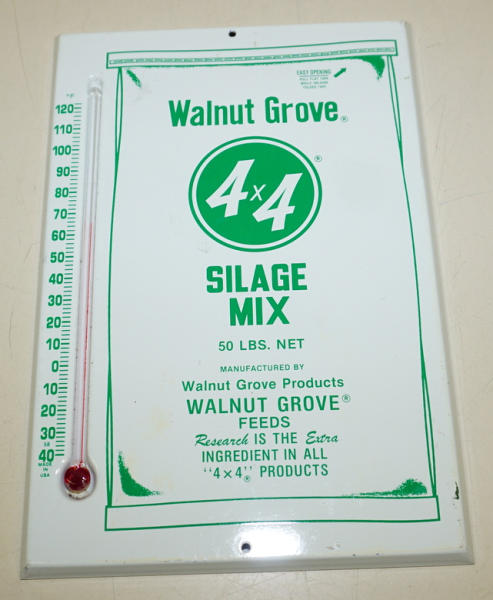 EASY OPENING
Walnut Grove®
4x4®
SILAGE
MIX
50 LBS. NET
MANUFACTURED BY
Walnut Grove Products
WALNUT GROVE®
FEEDS
Research IS THE Extra
INGREDIENT IN ALL
"4×4"® PRODUCTS
°F
120
110
100
90
80
70
60
50
40
30
20
10
0
10
20
30
40
MADE
IN
USA